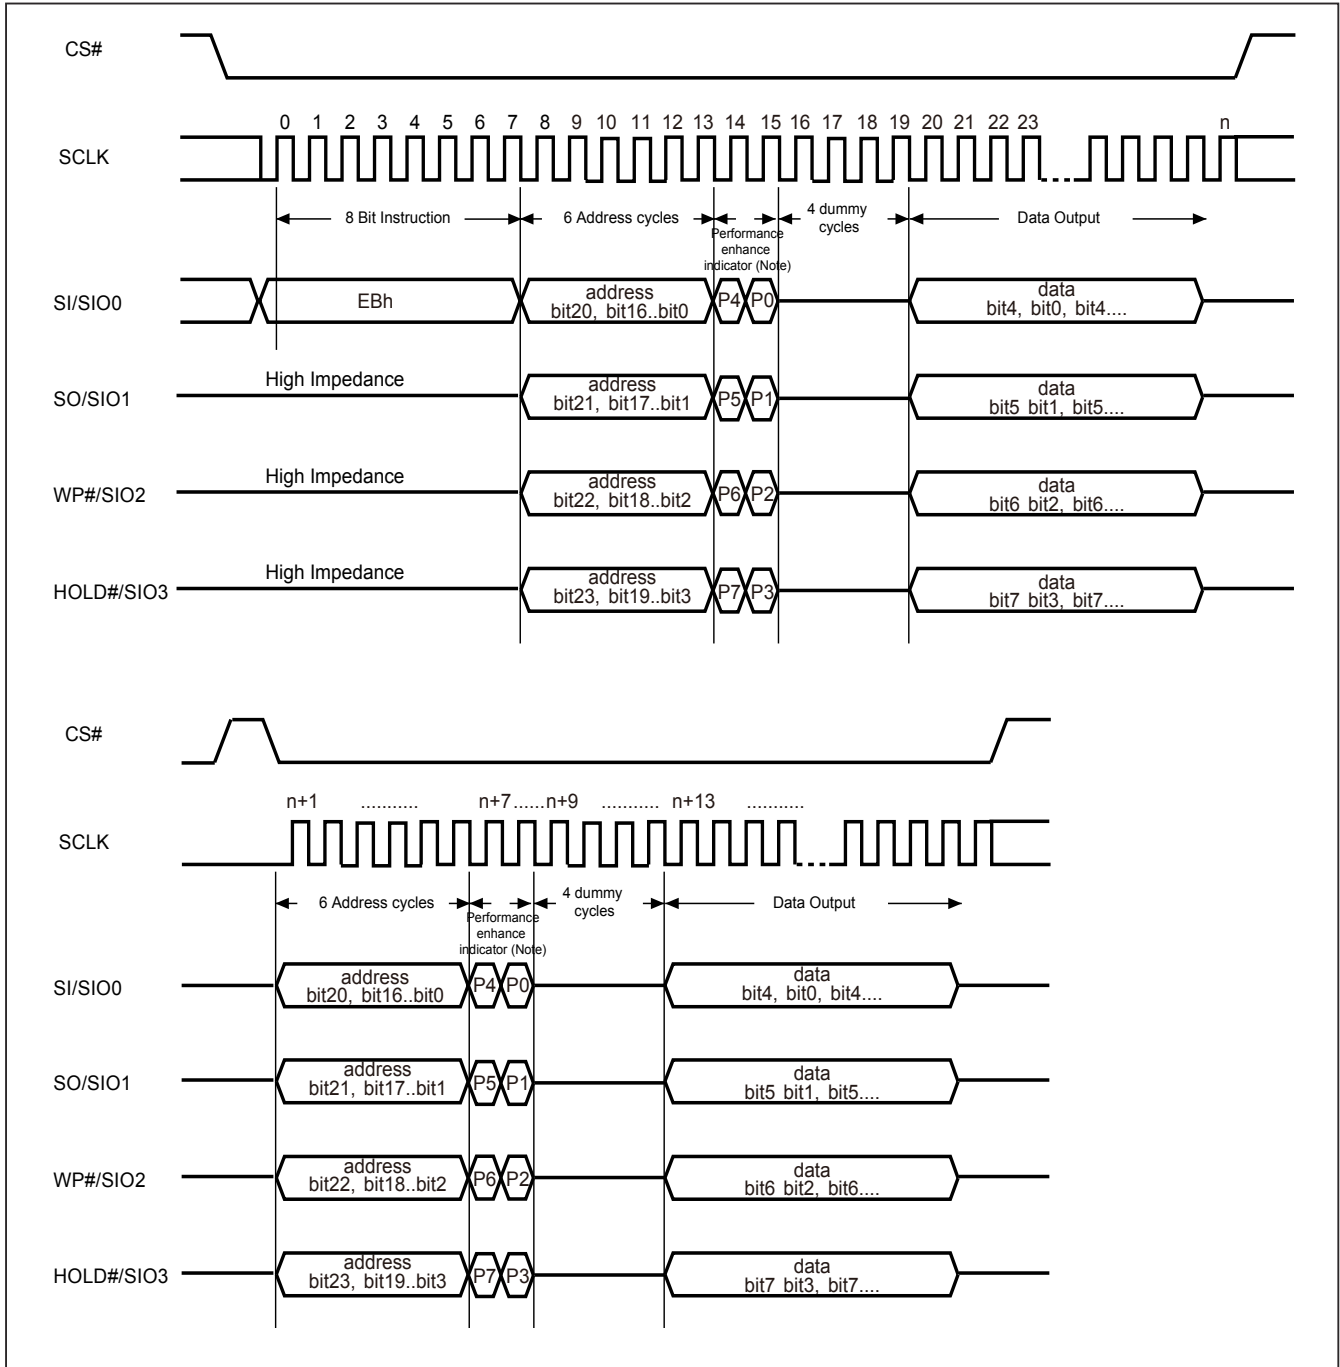 CS#
0 1 2 3 4 5 6 7 8 9 10 11 12 13 14 15 16 17 18 19 20 21 22 23 n
SCLK
8 Bit Instruction
6 Address cycles
Performance
enhance
indicator (Note)
4 dummy
cycles
Data Output
SI/SIO0
EBh
address
bit20, bit16..bit0
P4 P0
data
bit4, bit0, bit4....
SO/SIO1
High Impedance
address
bit21, bit17..bit1
P5 P1
data
bit5 bit1, bit5....
WP#/SIO2
High Impedance
address
bit22, bit18..bit2
P6 P2
data
bit6 bit2, bit6....
HOLD#/SIO3
High Impedance
address
bit23, bit19..bit3
P7 P3
data
bit7 bit3, bit7....
CS#
n+1 ........... n+7......n+9 ........... n+13 ...........
SCLK
6 Address cycles
Performance
enhance
indicator (Note)
4 dummy
cycles
Data Output
SI/SIO0
address
bit20, bit16..bit0
P4 P0
data
bit4, bit0, bit4....
SO/SIO1
address
bit21, bit17..bit1
P5 P1
data
bit5 bit1, bit5....
WP#/SIO2
address
bit22, bit18..bit2
P6 P2
data
bit6 bit2, bit6....
HOLD#/SIO3
address
bit23, bit19..bit3
P7 P3
data
bit7 bit3, bit7....